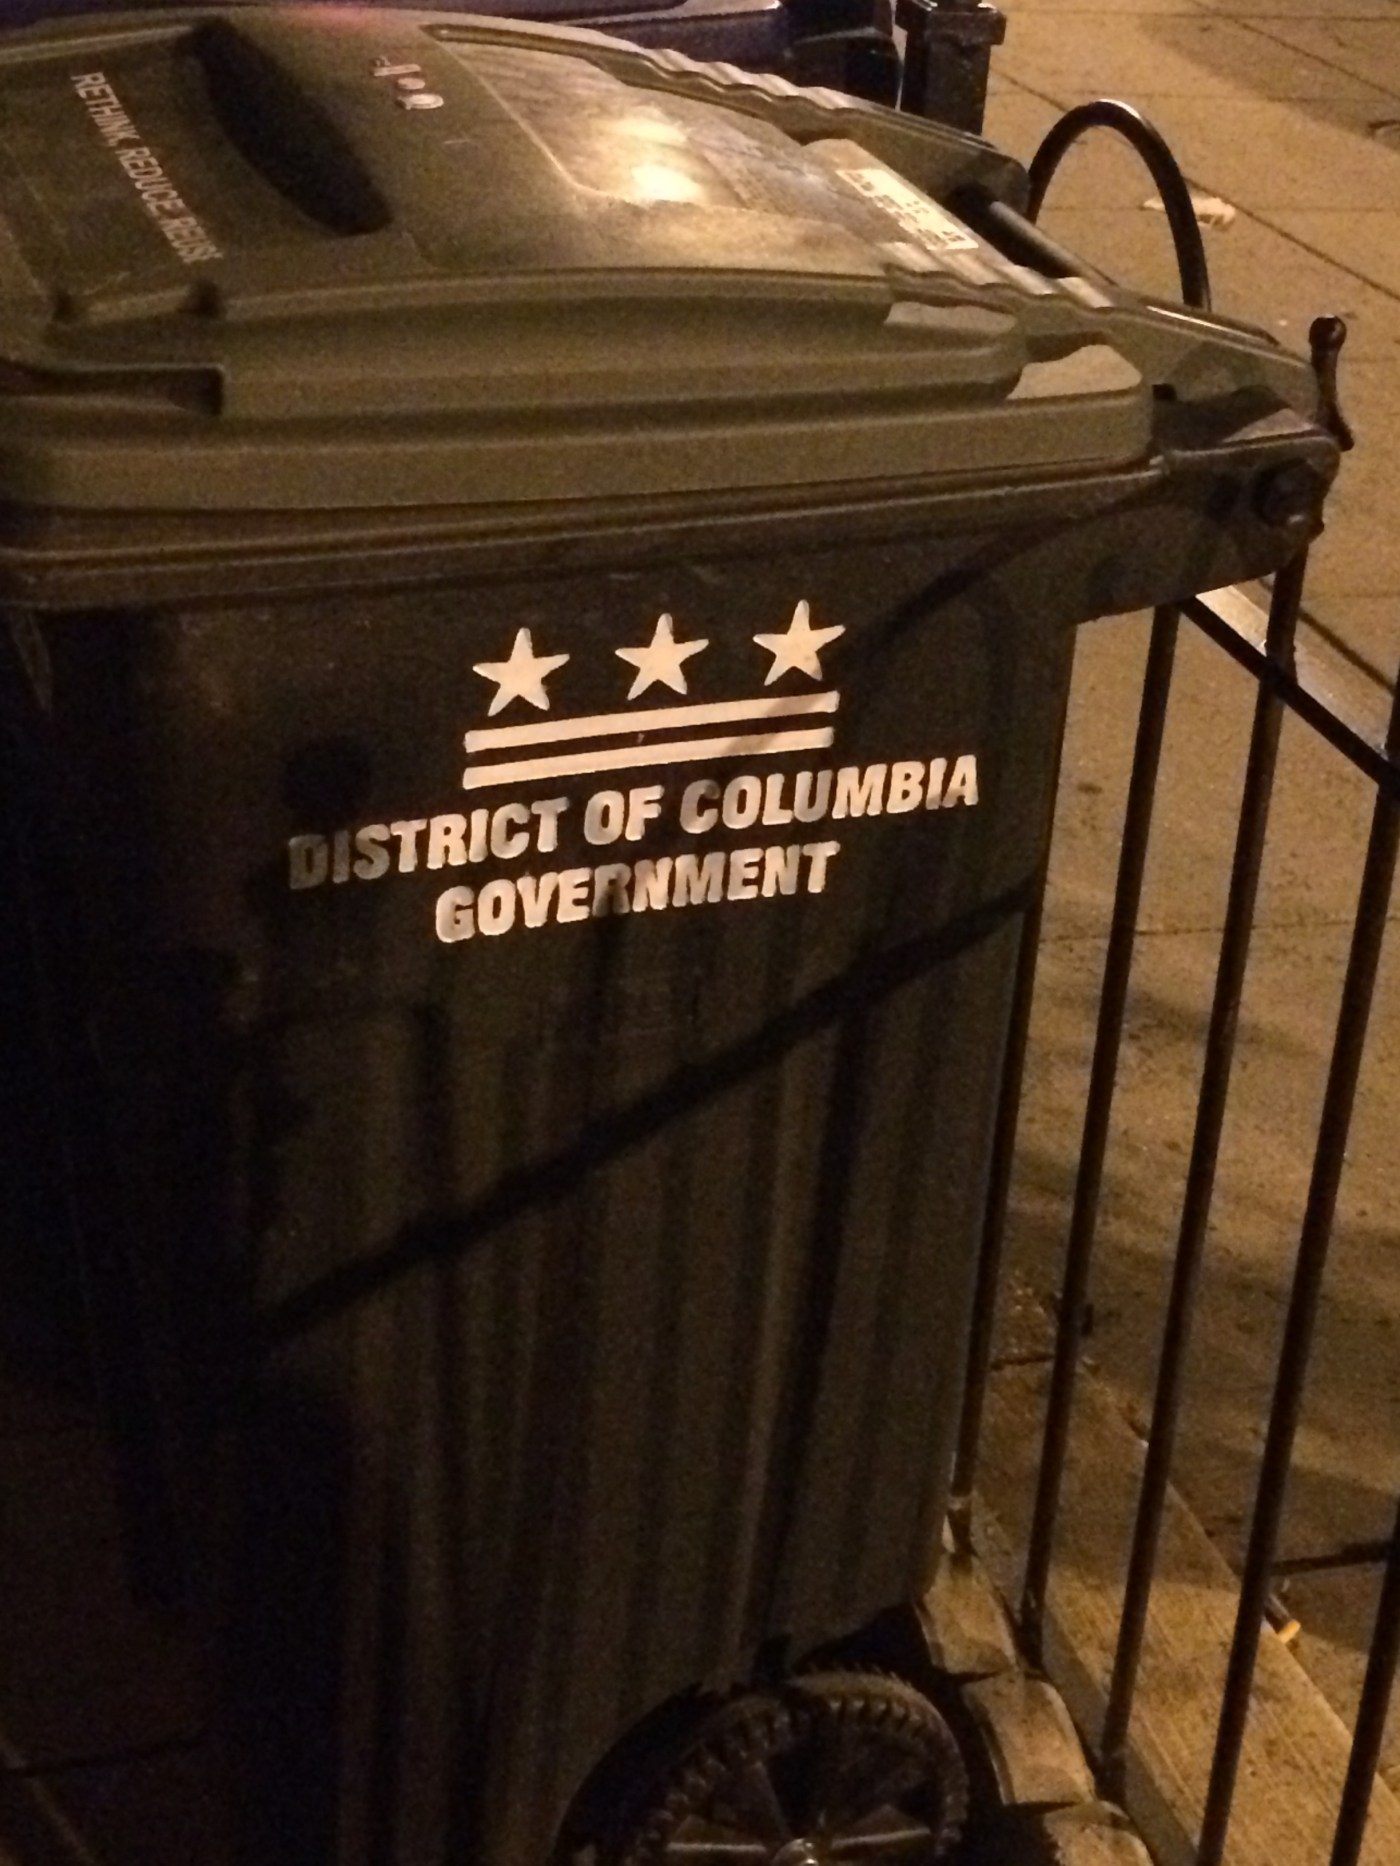 RETHINK, REDUCE, REUSE
DISTRICT OF COLUMBIA
GOVERNMENT